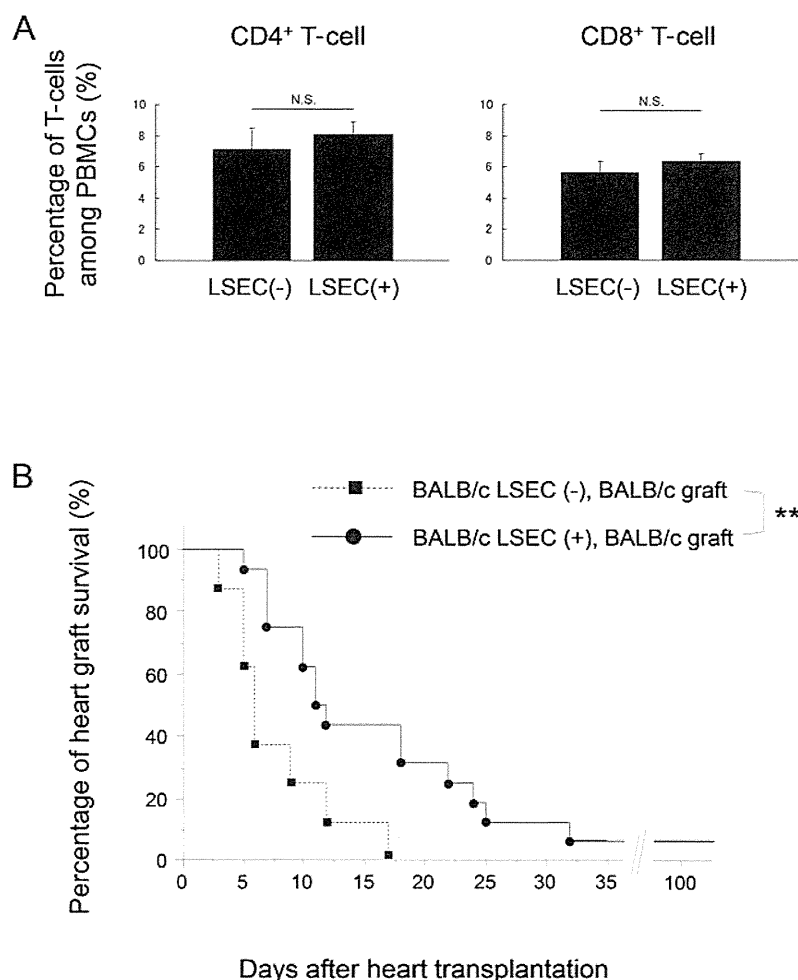 A
CD4+ T-cell
CD8+ T-cell
Percentage of T-cells
among PBMCs (%)
10
8
6
4
2
0
N.S.
LSEC(-) LSEC(+)
10
8
6
4
2
0
N.S.
LSEC(-) LSEC(+)
B
BALB/c LSEC (-), BALB/c graft
BALB/c LSEC (+), BALB/c graft
**
Percentage of heart graft survival (%)
100
80
60
40
20
0
0 5 10 15 20 25 30 35 100
Days after heart transplantation